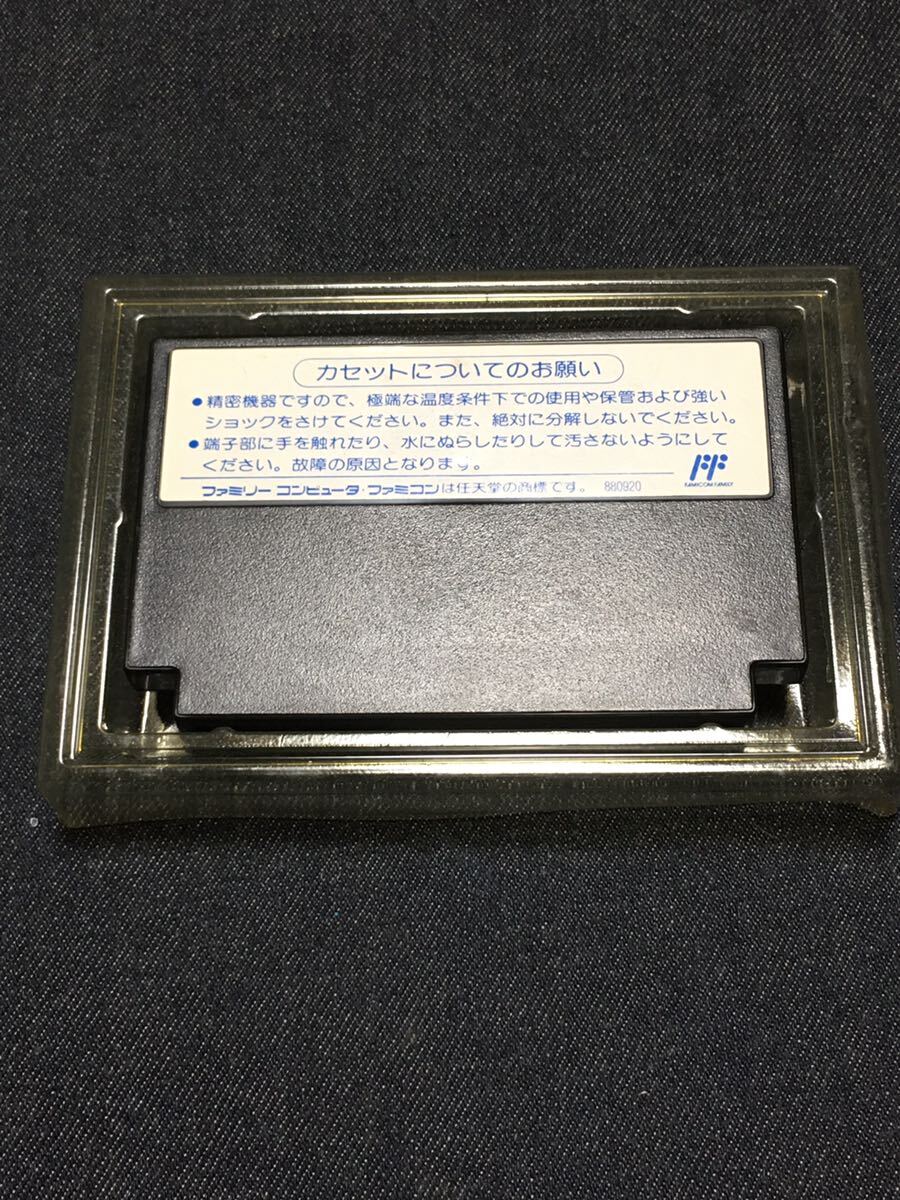 カセットについてのお願い
●精密機器ですので、極端な温度条件下での使用や保管および強い
ショックをさけてください。また、絶対に分解しないでください。
●端子部に手を触れたり、水にぬらしたりして汚さないようにして
ください。故障の原因となります。
ファミリー コンピュータ・ファミコンは任天堂の商標です。 880920
FAMICOM FAMILY